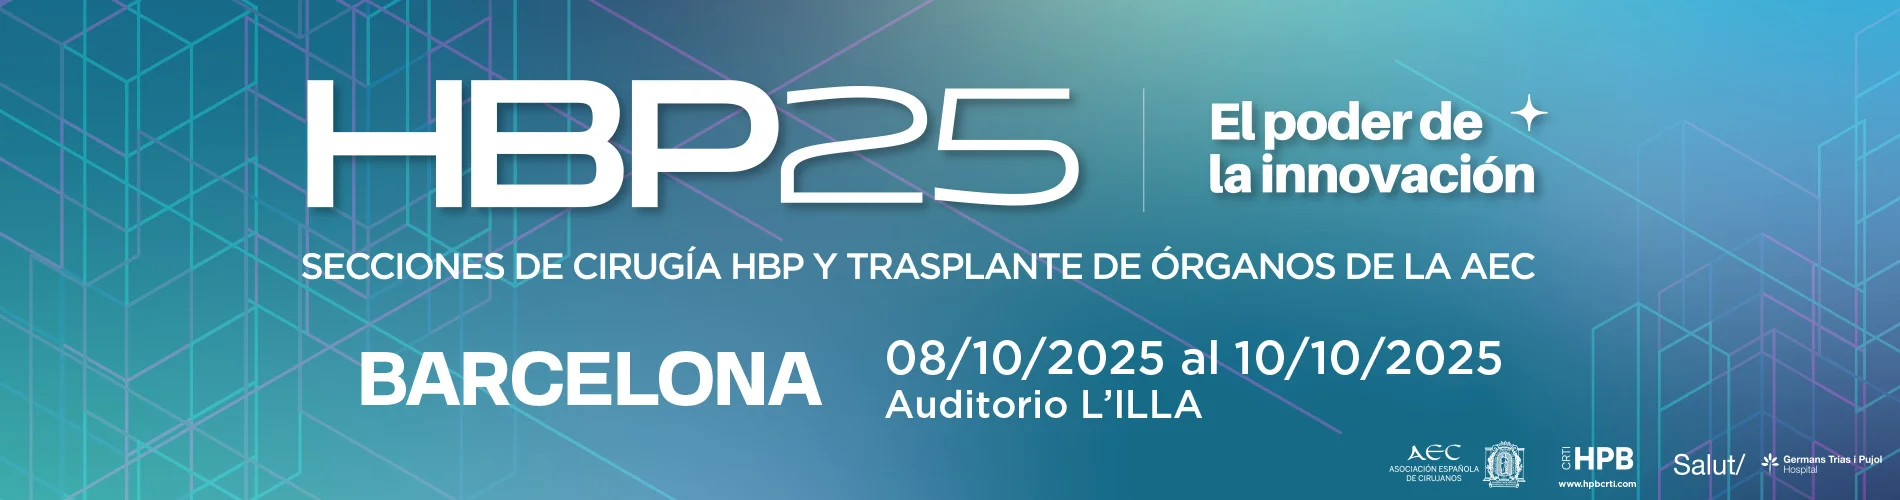 HBP25
El poder de
la innovación
SECCIONES DE CIRUGÍA HBP Y TRASPLANTE DE ÓRGANOS DE LA AEC
BARCELONA
08/10/2025 al 10/10/2025
Auditorio L’ILLA
AEC
ASOCIACIÓN ESPAÑOLA
DE CIRUJANOS
CRTI HPB
www.hpbcrti.com
Salut/
Germans Trias i Pujol
Hospital